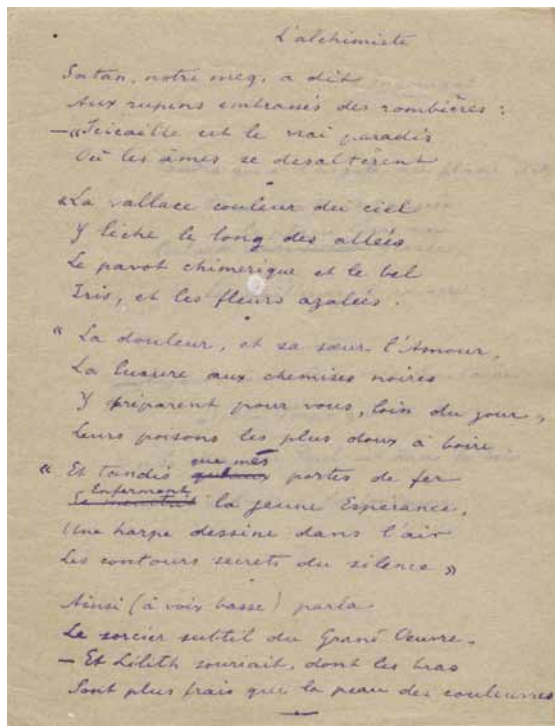 L'alchimiste
Satan, notre meg, a dit
Aux rupins embrassés des rombières :
— « Icicaille est le vrai paradis
Où les âmes se désaltèrent
« La vallace couleur du ciel
Y lèche le long des allées
Le pavot chimérique et le bel
Iris, et les fleurs azalées.
« La douleur, et sa sœur l'Amour,
La luxure aux chemises noires
Y préparent pour vous, loin du jour,
Leurs poisons les plus doux à boire
« Et tandis que mes portes de fer
Enferment la jeune Espérance,
Une harpe dessine dans l'air
Les contours secrets du silence »
Ainsi (à voix basse) parla
Le sorcier subtil du Grand Œuvre.
— Et Lilith souriait, dont les bras
Sont plus frais que la peau des couleuvres